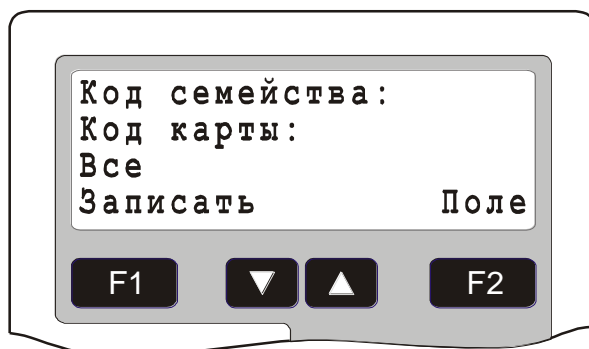 Код семейства:
Код карты:
Все
Записать Поле
F1 F2